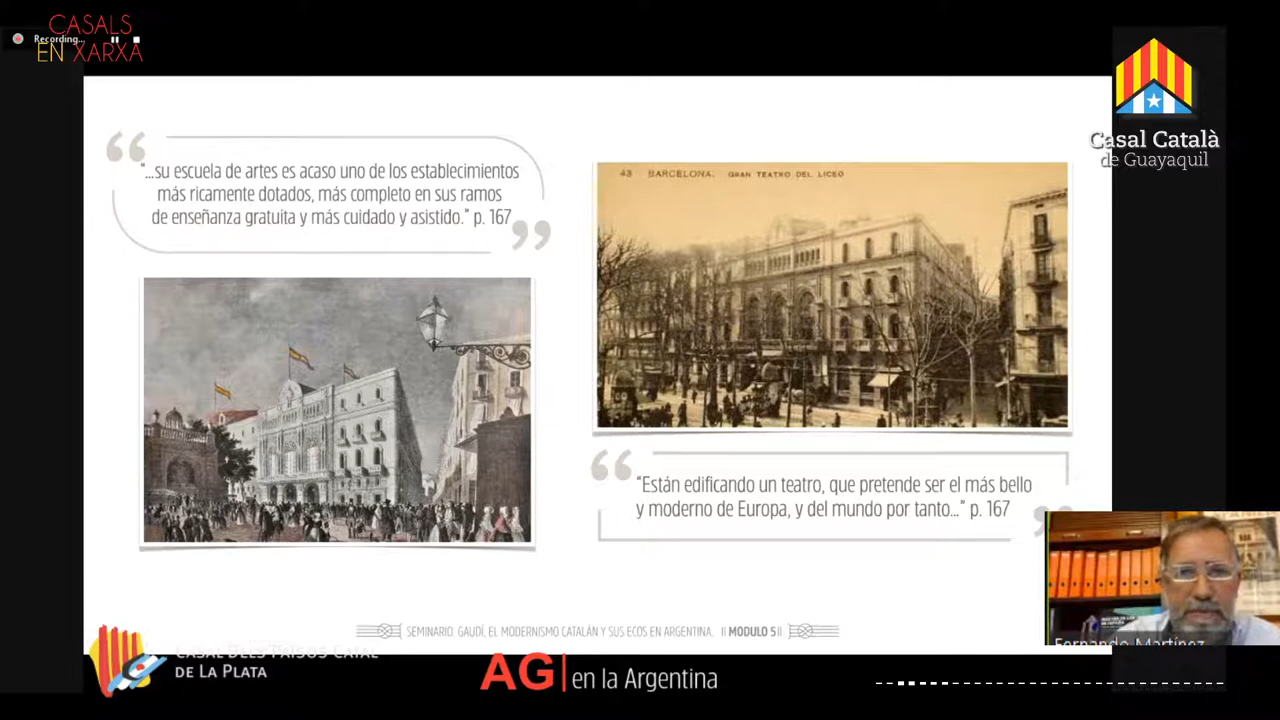 CASALS
EN XARXA
Recording...
Casal Català
de Guayaquil
"...su escuela de artes es acaso uno de los establecimientos
más ricamente dotados, más completo en sus ramos
de enseñanza gratuita y más cuidado y asistido." p. 167
43 BARCELONA. GRAN TEATRO DEL LICEO
"Están edificando un teatro, que pretende ser el más bello
y moderno de Europa, y del mundo por tanto..." p. 167
Fernando Martínez
SEMINARIO. GAUDÍ, EL MODERNISMO CATALÁN Y SUS ECOS EN ARGENTINA. || MODULO 5 ||
CASAL DELS PAÏSOS CATAL
DE LA PLATA
AG| en la Argentina